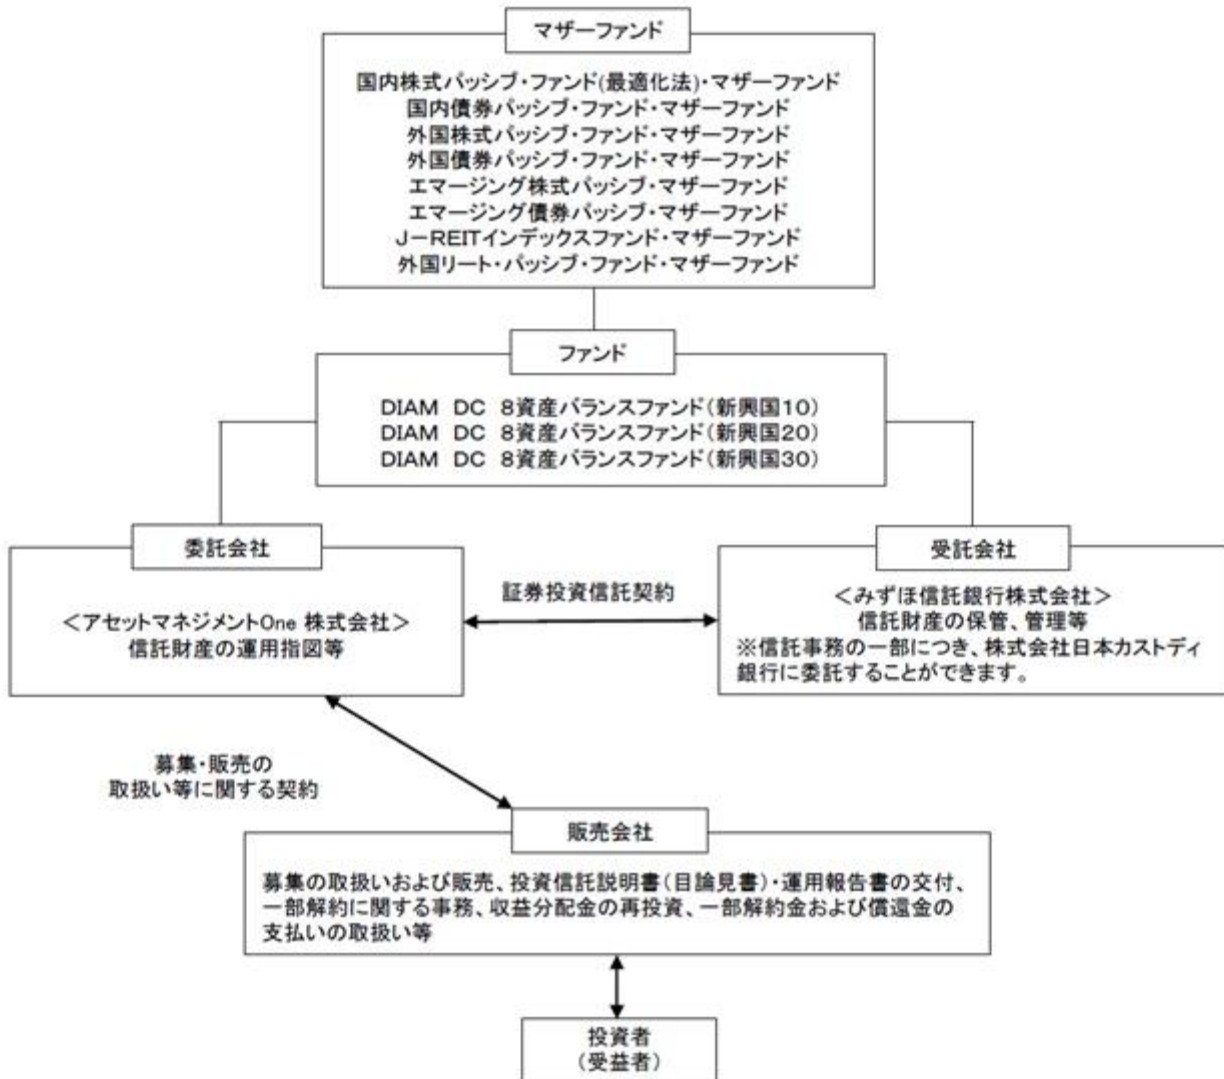 マザーファンド
国内株式パッシブ・ファンド(最適化法)・マザーファンド
国内債券パッシブ・ファンド・マザーファンド
外国株式パッシブ・ファンド・マザーファンド
外国債券パッシブ・ファンド・マザーファンド
エマージング株式パッシブ・マザーファンド
エマージング債券パッシブ・マザーファンド
J－REITインデックスファンド・マザーファンド
外国リート・パッシブ・ファンド・マザーファンド
ファンド
DIAM DC 8資産バランスファンド(新興国10)
DIAM DC 8資産バランスファンド(新興国20)
DIAM DC 8資産バランスファンド(新興国30)
委託会社
＜アセットマネジメントOne 株式会社＞
信託財産の運用指図等
証券投資信託契約
受託会社
＜みずほ信託銀行株式会社＞
信託財産の保管、管理等
※信託事務の一部につき、株式会社日本カストディ
銀行に委託することができます。
募集・販売の
取扱い等に関する契約
販売会社
募集の取扱いおよび販売、投資信託説明書(目論見書)・運用報告書の交付、
一部解約に関する事務、収益分配金の再投資、一部解約金および償還金の
支払いの取扱い等
投資者
(受益者)